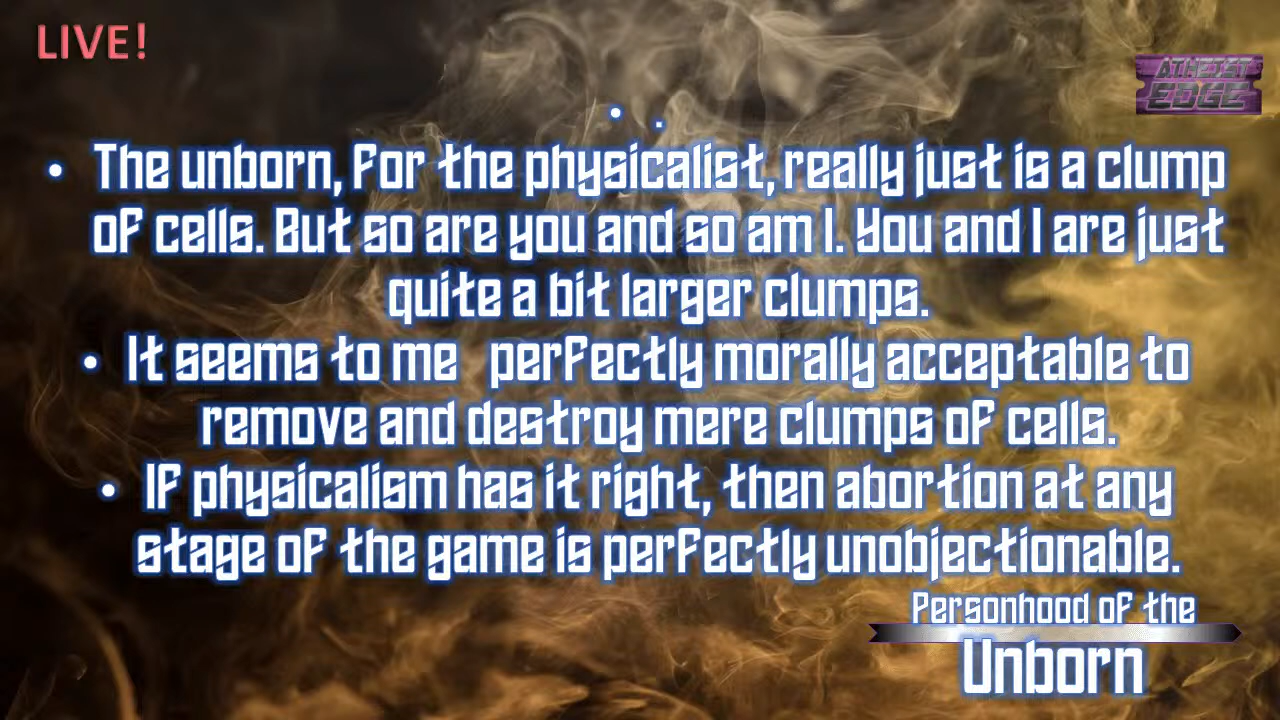 LIVE!
ATHEIST
EDGE
• .
• The unborn, for the physicalist, really just is a clump
of cells. But so are you and so am I. You and I are just
quite a bit larger clumps.
• It seems to me perfectly morally acceptable to
remove and destroy mere clumps of cells.
• If physicalism has it right, then abortion at any
stage of the game is perfectly unobjectionable.
Personhood of the
Unborn